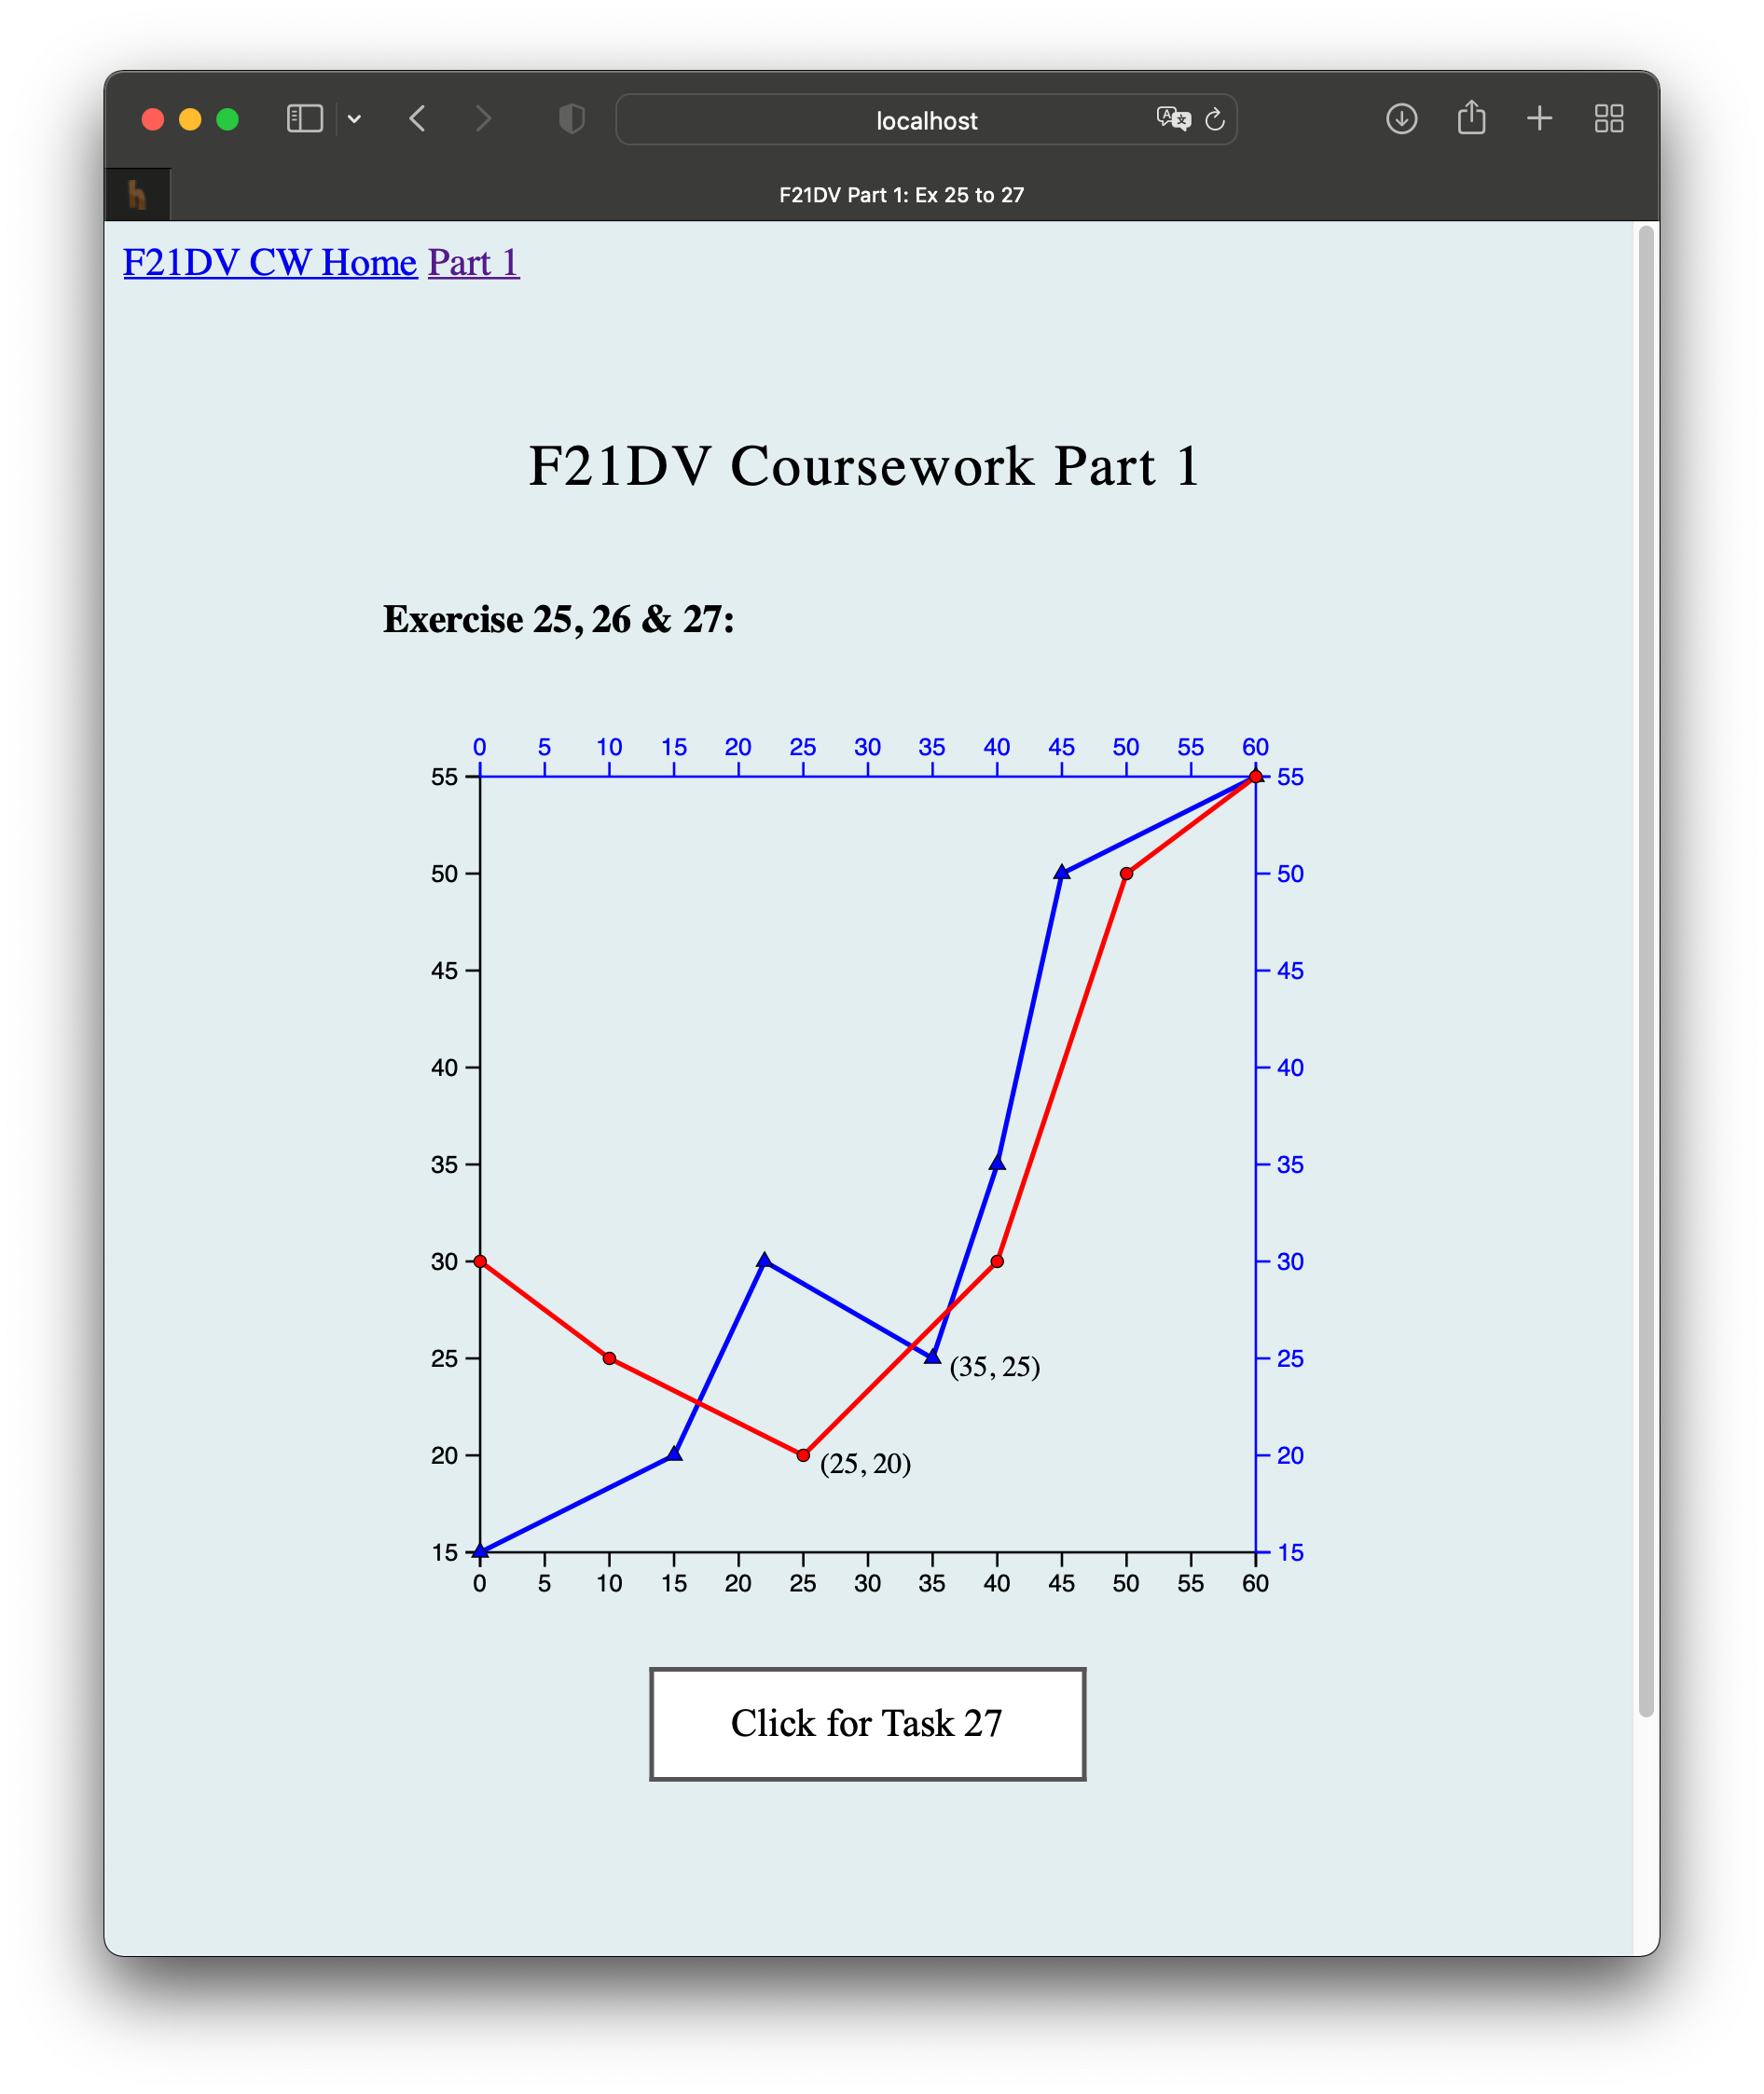 localhost
F21DV Part 1: Ex 25 to 27
F21DV CW Home Part 1
F21DV Coursework Part 1
Exercise 25, 26 & 27:
0 5 10 15 20 25 30 35 40 45 50 55 60
55 55
50 50
45 45
40 40
35 35
30 30
25 25
(35, 25)
20 20
(25, 20)
15 15
0 5 10 15 20 25 30 35 40 45 50 55 60
Click for Task 27